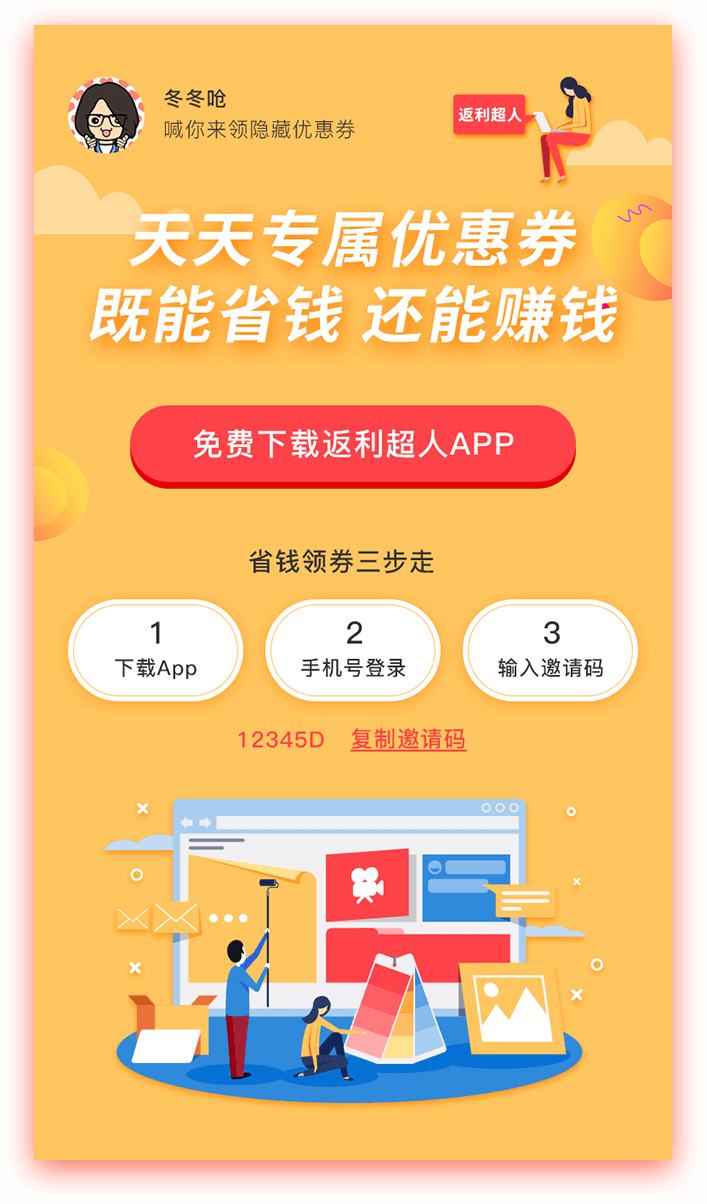 冬冬呛
喊你来领隐藏优惠券
返利超人
天天专属优惠券
既能省钱 还能赚钱
免费下载返利超人APP
省钱领券三步走
1
下载App
2
手机号登录
3
输入邀请码
12345D 复制邀请码